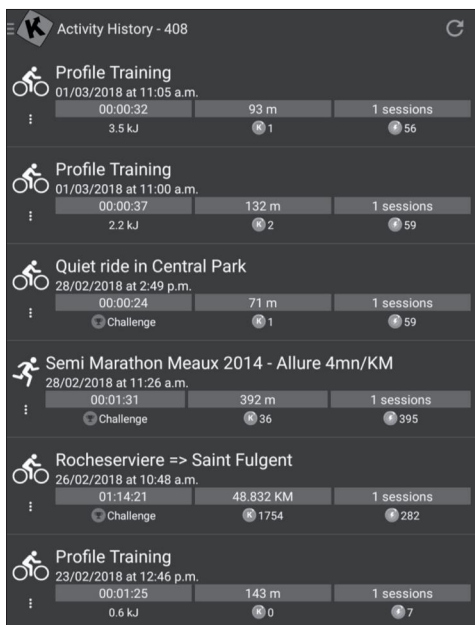 K Activity History - 408
Profile Training
01/03/2018 at 11:05 a.m.
00:00:32 93 m 1 sessions
3.5 kJ K 1 56
Profile Training
01/03/2018 at 11:00 a.m.
00:00:37 132 m 1 sessions
2.2 kJ K 2 59
Quiet ride in Central Park
28/02/2018 at 2:49 p.m.
00:00:24 71 m 1 sessions
Challenge K 1 59
Semi Marathon Meaux 2014 - Allure 4mn/KM
28/02/2018 at 11:26 a.m.
00:01:31 392 m 1 sessions
Challenge K 36 395
Rocheserviere => Saint Fulgent
26/02/2018 at 10:48 a.m.
01:14:21 48.832 KM 1 sessions
Challenge K 1754 282
Profile Training
23/02/2018 at 12:46 p.m.
00:01:25 143 m 1 sessions
0.6 kJ K 0 7